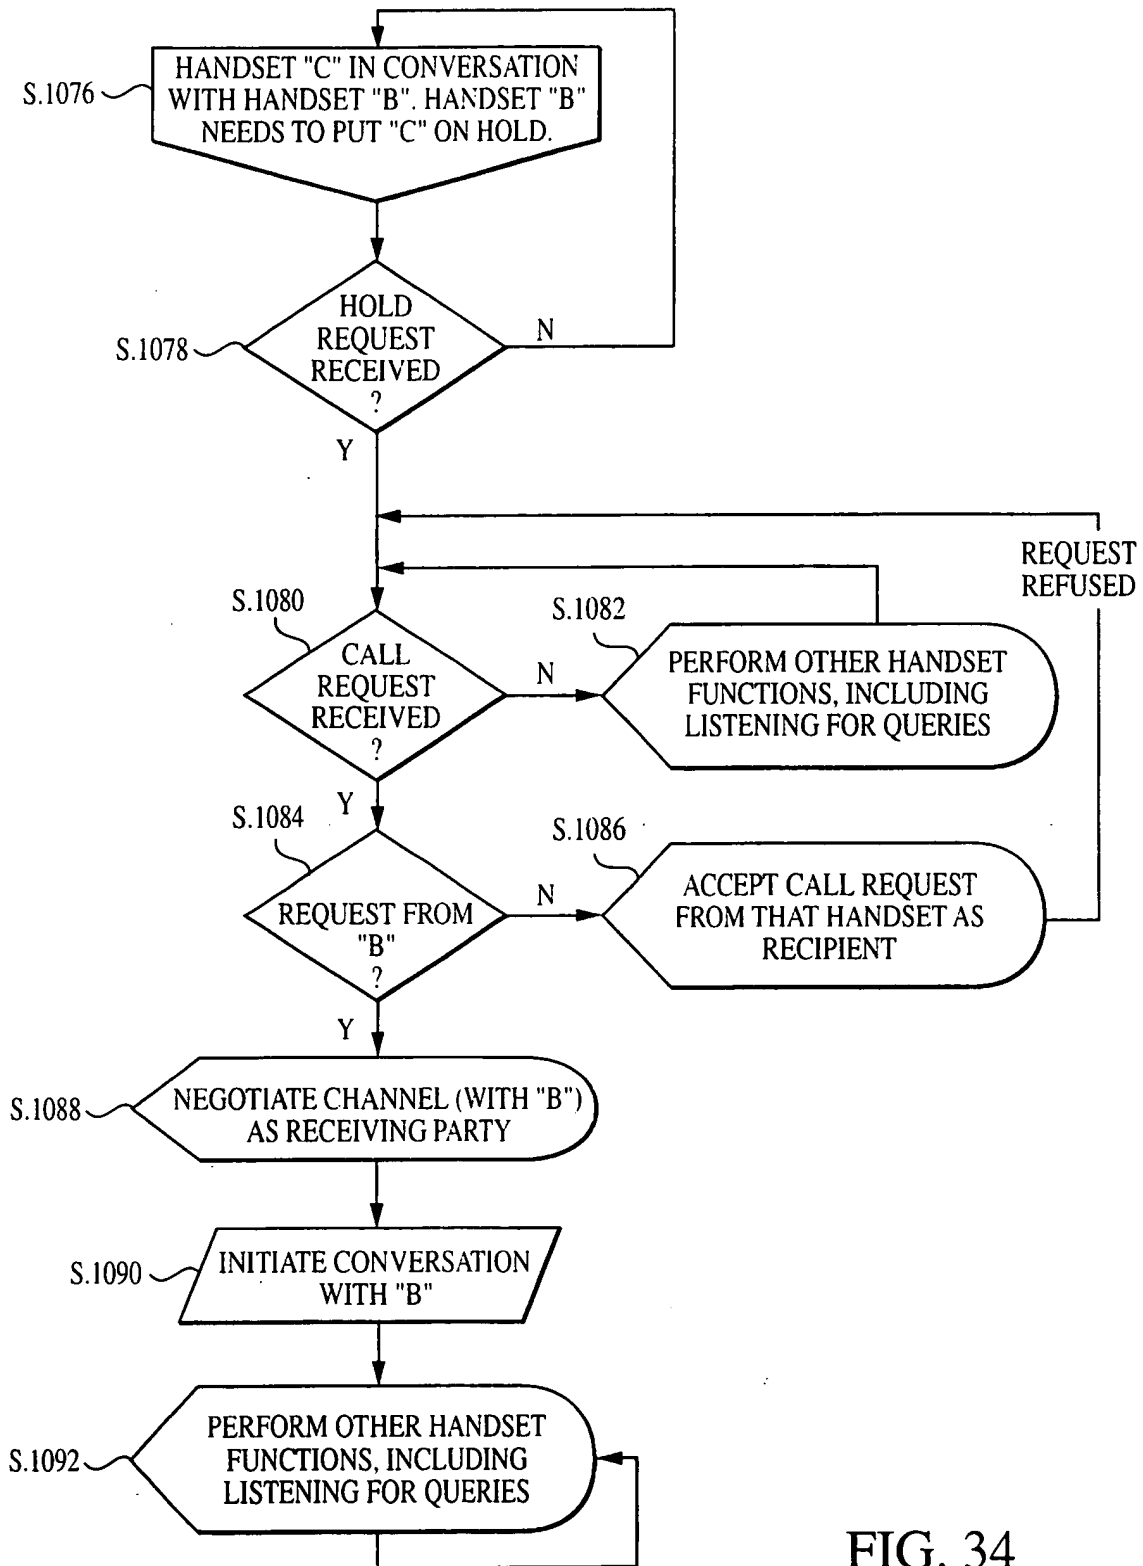 HANDSET "C" IN CONVERSATION
WITH HANDSET "B". HANDSET "B"
NEEDS TO PUT "C" ON HOLD.
S.1076
HOLD
REQUEST
RECEIVED
?
S.1078
N
Y
REQUEST
REFUSED
S.1080
CALL
REQUEST
RECEIVED
?
N
S.1082
PERFORM OTHER HANDSET
FUNCTIONS, INCLUDING
LISTENING FOR QUERIES
Y
S.1084
REQUEST FROM
"B"
?
N
S.1086
ACCEPT CALL REQUEST
FROM THAT HANDSET AS
RECIPIENT
Y
S.1088
NEGOTIATE CHANNEL (WITH "B")
AS RECEIVING PARTY
S.1090
INITIATE CONVERSATION
WITH "B"
S.1092
PERFORM OTHER HANDSET
FUNCTIONS, INCLUDING
LISTENING FOR QUERIES
FIG. 34